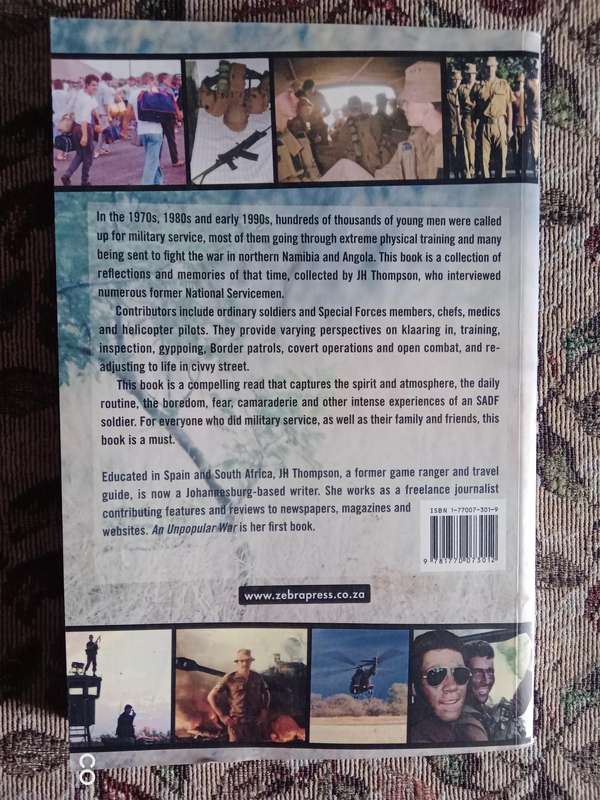 In the 1970s, 1980s and early 1990s, hundreds of thousands of young men were called
up for military service, most of them going through extreme physical training and many
being sent to fight the war in northern Namibia and Angola. This book is a collection of
reflections and memories of that time, collected by JH Thompson, who interviewed
numerous former National Servicemen.
Contributors include ordinary soldiers and Special Forces members, chefs, medics
and helicopter pilots. They provide varying perspectives on klaaring in, training,
inspection, gyppoing, Border patrols, covert operations and open combat, and re-
adjusting to life in civvy street.
This book is a compelling read that captures the spirit and atmosphere, the daily
routine, the boredom, fear, camaraderie and other intense experiences of an SADF
soldier. For everyone who did military service, as well as their family and friends, this
book is a must.
Educated in Spain and South Africa, JH Thompson, a former game ranger and travel
guide, is now a Johannesburg-based writer. She works as a freelance journalist
contributing features and reviews to newspapers, magazines and
websites. An Unpopular War is her first book.
ISBN 1-77007-301-9
9 781770 073012
www.zebrapress.co.za
CO